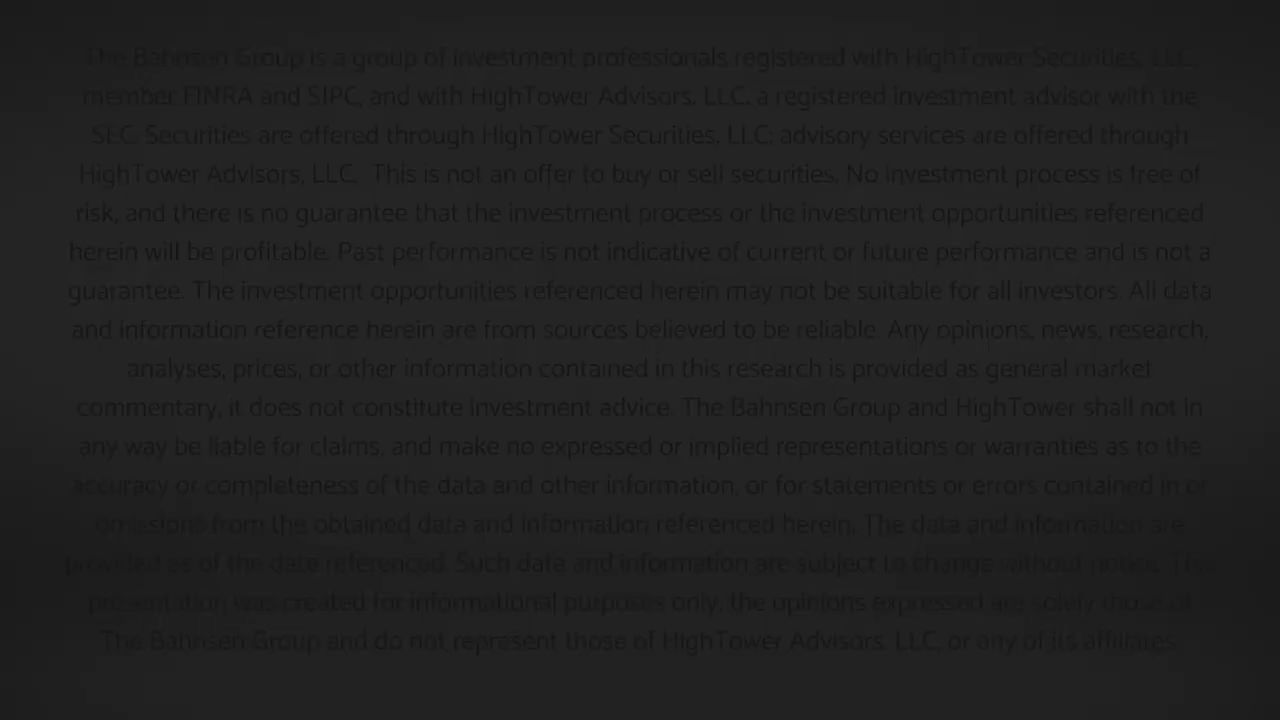 The Bahnsen Group is a group of investment professionals registered with HighTower Securities, LLC,
member FINRA and SIPC, and with HighTower Advisors, LLC, a registered investment advisor with the
SEC. Securities are offered through HighTower Securities, LLC; advisory services are offered through
HighTower Advisors, LLC. This is not an offer to buy or sell securities. No investment process is free of
risk, and there is no guarantee that the investment process or the investment opportunities referenced
herein will be profitable. Past performance is not indicative of current or future performance and is not a
guarantee. The investment opportunities referenced herein may not be suitable for all investors. All data
and information reference herein are from sources believed to be reliable. Any opinions, news, research,
analyses, prices, or other information contained in this research is provided as general market
commentary, it does not constitute investment advice. The Bahnsen Group and HighTower shall not in
any way be liable for claims, and make no expressed or implied representations or warranties as to the
accuracy or completeness of the data and other information, or for statements or errors contained in or
omissions from the obtained data and information referenced herein. The data and information are
provided as of the date referenced. Such data and information are subject to change without notice. This
presentation was created for informational purposes only, the opinions expressed are solely those of
The Bahnsen Group and do not represent those of HighTower Advisors, LLC, or any of its affiliates.